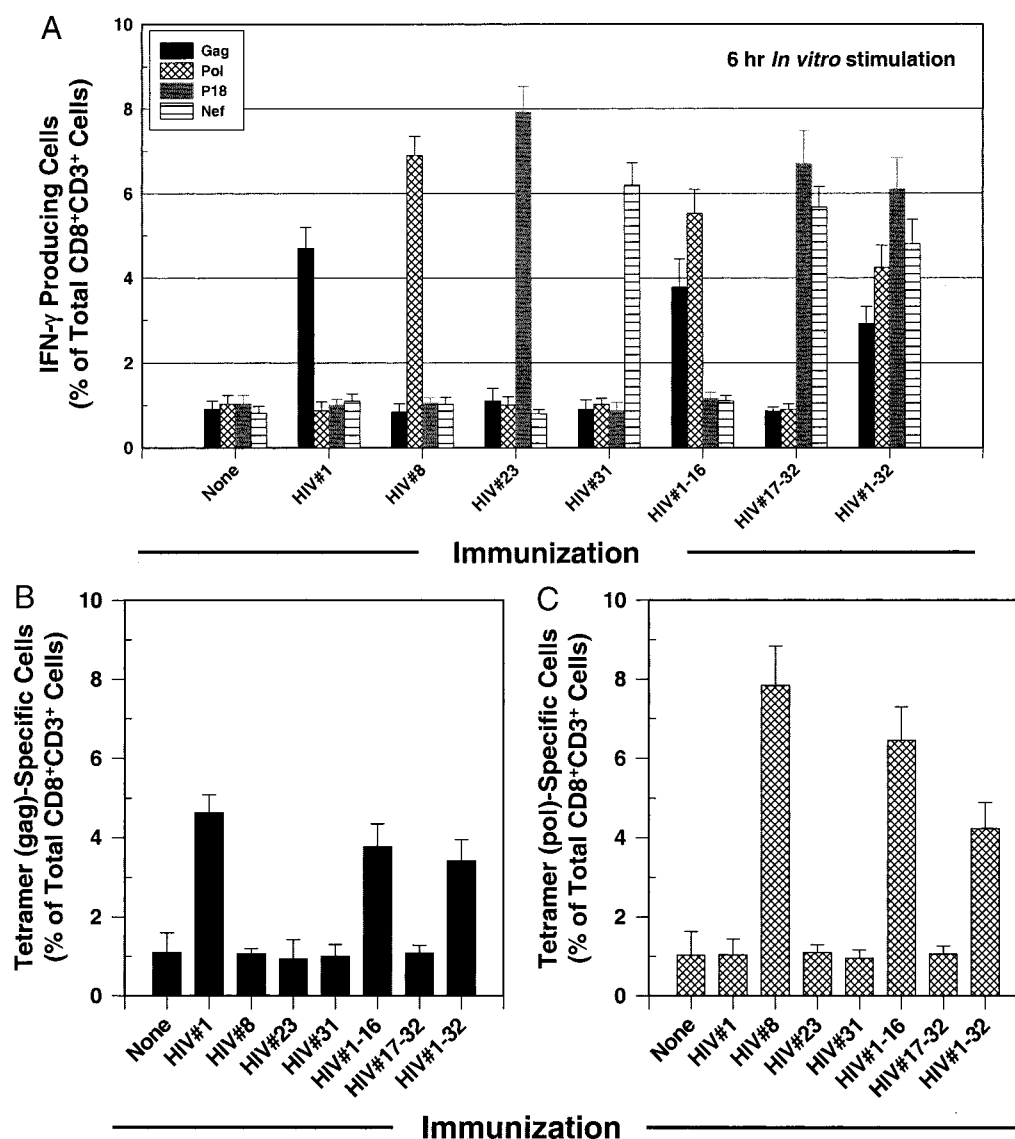 A
10
8
6
4
2
0
IFN-γ Producing Cells
(% of Total CD8⁺CD3⁺ Cells)
Gag
Pol
P18
Nef
6 hr In vitro stimulation
None
HIV#1
HIV#8
HIV#23
HIV#31
HIV#1-16
HIV#17-32
HIV#1-32
Immunization
B
10
8
6
4
2
0
Tetramer (gag)-Specific Cells
(% of Total CD8⁺CD3⁺ Cells)
None
HIV#1
HIV#8
HIV#23
HIV#31
HIV#1-16
HIV#17-32
HIV#1-32
C
10
8
6
4
2
0
Tetramer (pol)-Specific Cells
(% of Total CD8⁺CD3⁺ Cells)
None
HIV#1
HIV#8
HIV#23
HIV#31
HIV#1-16
HIV#17-32
HIV#1-32
Immunization